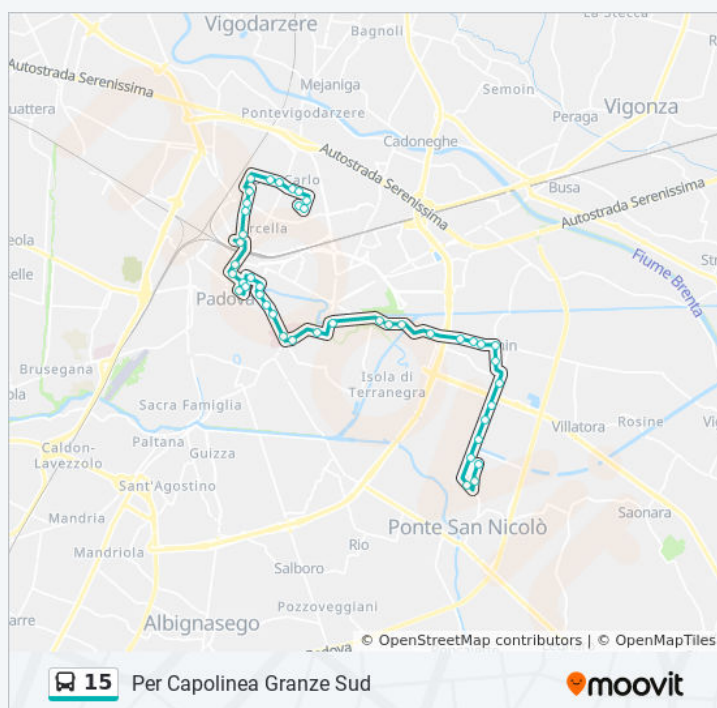 Vigodarzere
Bagnoli
La Stecca
Autostrada Serenissima
Mejaniga
Semoin
Vigonza
uattera
Pontevigodarzere
Peraga
Cadoneghe
Autostrada Serenissima
Busa
Carlo
Autostrada Serenissima
rcella
eola
selle
Fiume Brenta
Padova
nin
Brusegana
Isola di
Terranegra
ola
Sacra Famiglia
Villatora
Rosine
Paltana
Guizza
Caldon-
Lavezzolo
Sant'Agostino
Saonara
Mandria
Ponte San Nicolò
Mandriola
Rio
Salboro
Pozzoveggiani
arre
Albignasego
© OpenStreetMap contributors | © OpenMapTiles
15 Per Capolinea Granze Sud
moovit